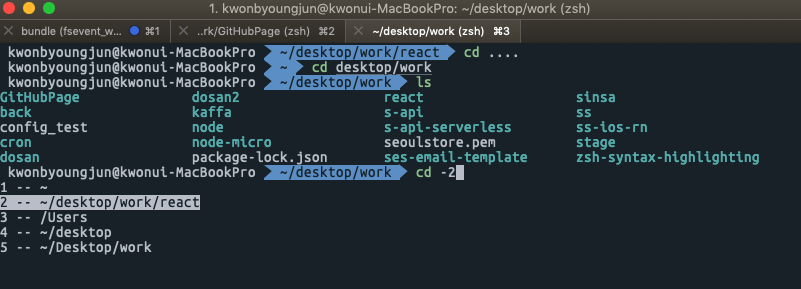 1. kwonbyoungjun@kwonui-MacBookPro: ~/desktop/work (zsh)
bundle (fsevent_w... ⌘1 ..rk/GitHubPage (zsh) ⌘2 ~/desktop/work (zsh) ⌘3
kwonbyoungjun@kwonui-MacBookPro ~/desktop/work/react cd ....
kwonbyoungjun@kwonui-MacBookPro ~ cd desktop/work
kwonbyoungjun@kwonui-MacBookPro ~/desktop/work ls
GitHubPage dosan2 react sinsa
back kaffa s-api ss
config_test node s-api-serverless ss-ios-rn
cron node-micro seoulstore.pem stage
dosan package-lock.json ses-email-template zsh-syntax-highlighting
kwonbyoungjun@kwonui-MacBookPro ~/desktop/work cd -2
1 -- ~
2 -- ~/desktop/work/react
3 -- /Users
4 -- ~/desktop
5 -- ~/Desktop/work